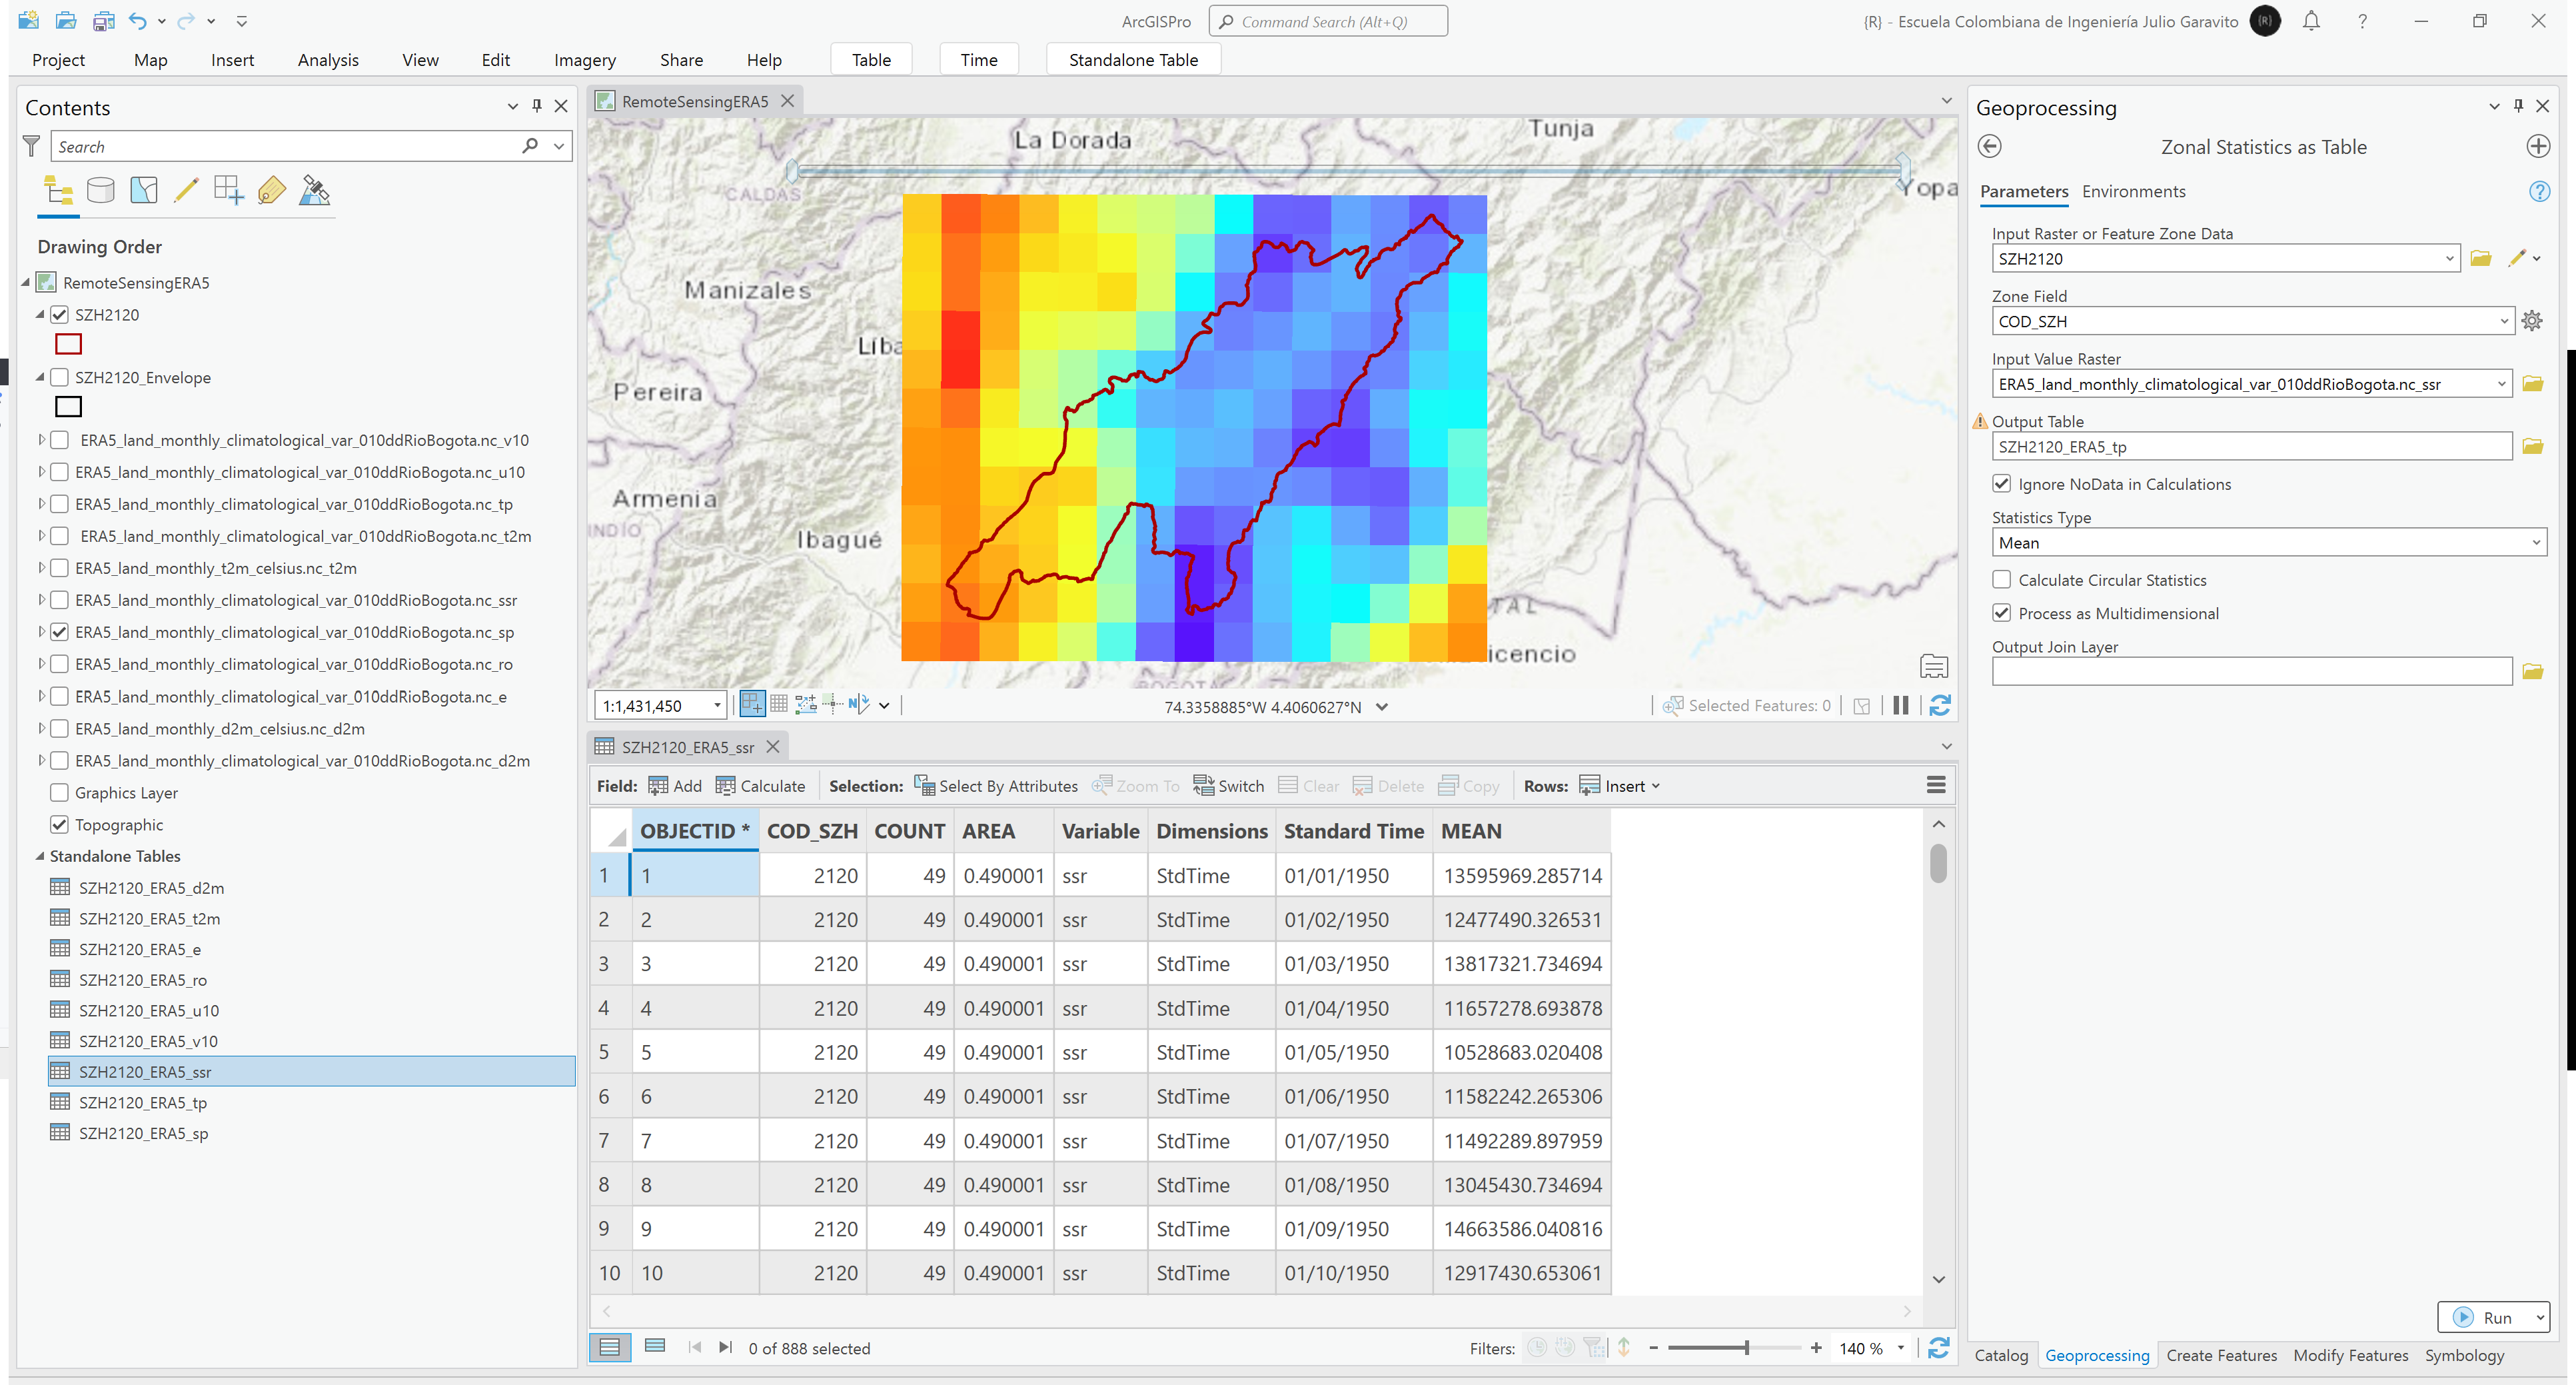 ArcGISPro
Command Search (Alt+Q)
{R} - Escuela Colombiana de Ingeniería Julio Garavito
{R}
?
Project Map Insert Analysis View Edit Imagery Share Help Table Time Standalone Table
Contents
Search
Drawing Order
RemoteSensingERA5
SZH2120
SZH2120_Envelope
ERA5_land_monthly_climatological_var_010ddRioBogota.nc_v10
ERA5_land_monthly_climatological_var_010ddRioBogota.nc_u10
ERA5_land_monthly_climatological_var_010ddRioBogota.nc_tp
ERA5_land_monthly_climatological_var_010ddRioBogota.nc_t2m
ERA5_land_monthly_t2m_celsius.nc_t2m
ERA5_land_monthly_climatological_var_010ddRioBogota.nc_ssr
ERA5_land_monthly_climatological_var_010ddRioBogota.nc_sp
ERA5_land_monthly_climatological_var_010ddRioBogota.nc_ro
ERA5_land_monthly_climatological_var_010ddRioBogota.nc_e
ERA5_land_monthly_d2m_celsius.nc_d2m
ERA5_land_monthly_climatological_var_010ddRioBogota.nc_d2m
Graphics Layer
Topographic
Standalone Tables
SZH2120_ERA5_d2m
SZH2120_ERA5_t2m
SZH2120_ERA5_e
SZH2120_ERA5_ro
SZH2120_ERA5_u10
SZH2120_ERA5_v10
SZH2120_ERA5_ssr
SZH2120_ERA5_tp
SZH2120_ERA5_sp
RemoteSensingERA5
La Dorada
Tunja
CALDAS
Yopa
Manizales
Líba
Pereira
Armenia
INDÍO
Ibagué
TAL
icencio
1:1,431,450
74.3358885°W 4.4060627°N
Selected Features: 0
SZH2120_ERA5_ssr
Field: Add Calculate Selection: Select By Attributes Zoom To Switch Clear Delete Copy Rows: Insert
OBJECTID * COD_SZH COUNT AREA Variable Dimensions Standard Time MEAN
1 1 2120 49 0.490001 ssr StdTime 01/01/1950 13595969.285714
2 2 2120 49 0.490001 ssr StdTime 01/02/1950 12477490.326531
3 3 2120 49 0.490001 ssr StdTime 01/03/1950 13817321.734694
4 4 2120 49 0.490001 ssr StdTime 01/04/1950 11657278.693878
5 5 2120 49 0.490001 ssr StdTime 01/05/1950 10528683.020408
6 6 2120 49 0.490001 ssr StdTime 01/06/1950 11582242.265306
7 7 2120 49 0.490001 ssr StdTime 01/07/1950 11492289.897959
8 8 2120 49 0.490001 ssr StdTime 01/08/1950 13045430.734694
9 9 2120 49 0.490001 ssr StdTime 01/09/1950 14663586.040816
10 10 2120 49 0.490001 ssr StdTime 01/10/1950 12917430.653061
0 of 888 selected
Filters:
140 %
Geoprocessing
Zonal Statistics as Table
Parameters Environments
?
Input Raster or Feature Zone Data
SZH2120
Zone Field
COD_SZH
Input Value Raster
ERA5_land_monthly_climatological_var_010ddRioBogota.nc_ssr
Output Table
SZH2120_ERA5_tp
Ignore NoData in Calculations
Statistics Type
Mean
Calculate Circular Statistics
Process as Multidimensional
Output Join Layer
Run
Catalog Geoprocessing Create Features Modify Features Symbology